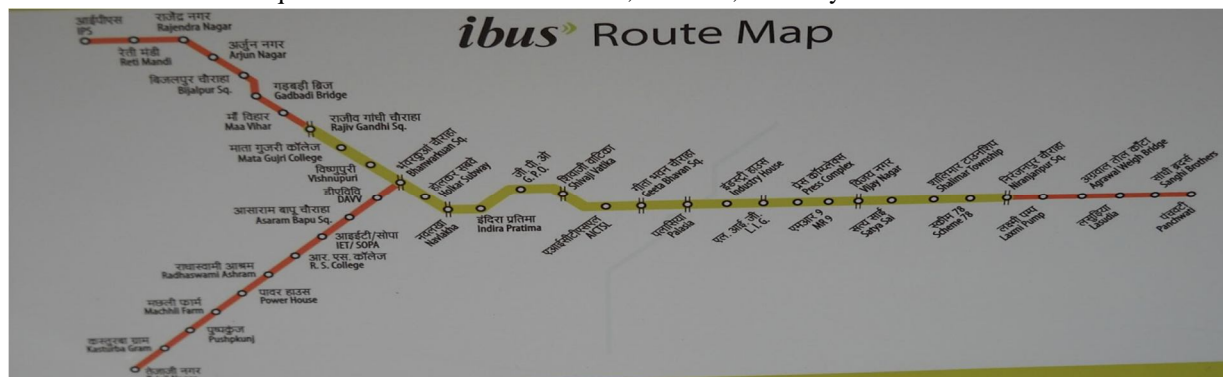 ibus Route Map
आईपीएस
IPS
रेती मंडी
Reti Mandi
राजेंद्र नगर
Rajendra Nagar
अर्जुन नगर
Arjun Nagar
बिजलपुर चौराहा
Bijalpur Sq.
गड़बड़ी ब्रिज
Gadbadi Bridge
माँ विहार
Maa Vihar
राजीव गांधी चौराहा
Rajiv Gandhi Sq.
माता गुजरी कॉलेज
Mata Gujri College
विष्णुपुरी
Vishnupuri
भंवरकुआं चौराहा
Bhanwarkuan Sq.
डीएविवि
DAVV
आसाराम बापू चौराहा
Asaram Bapu Sq.
आइईटी/सोपा
IET/ SOPA
आर. एस. कॉलेज
R. S. College
राधास्वामी आश्रम
Radhaswami Ashram
पावर हाउस
Power House
मछली फार्म
Machhli Farm
पुष्पकुंज
Pushpkunj
कस्तुरबा ग्राम
Kasturba Gram
तेजाजी नगर
होलकर सबवे
Holkar Subway
नवलखा
Navlakha
इंदिरा प्रतिमा
Indira Pratima
जी. पी. ओ
G.P.O.
शिवाजी वाटिका
Shivaji Vatika
एआईसीटीएसएल
AICTSL
गीता भवन चौराहा
Geeta Bhavan Sq.
पलासिया
Palasia
इंडस्ट्री हाउस
Industry House
एल. आई. जी.
L.I.G.
प्रेस कॉम्प्लेक्स
Press Complex
एमआर 9
MR 9
विजय नगर
Vijay Nagar
सत्य साई
Satya Sai
शालिमार टाउनशिप
Shalimar Township
स्कीम 78
Scheme 78
निरंजनपुर चौराहा
Niranjanpur Sq.
लक्ष्मी पम्प
Laxmi Pump
अग्रवाल तोल काँटा
Agrawal Weigh Bridge
लसुड़िया
Lasudia
सांघी ब्रदर्स
Sanghi Brothers
पंचवटी
Panchwati